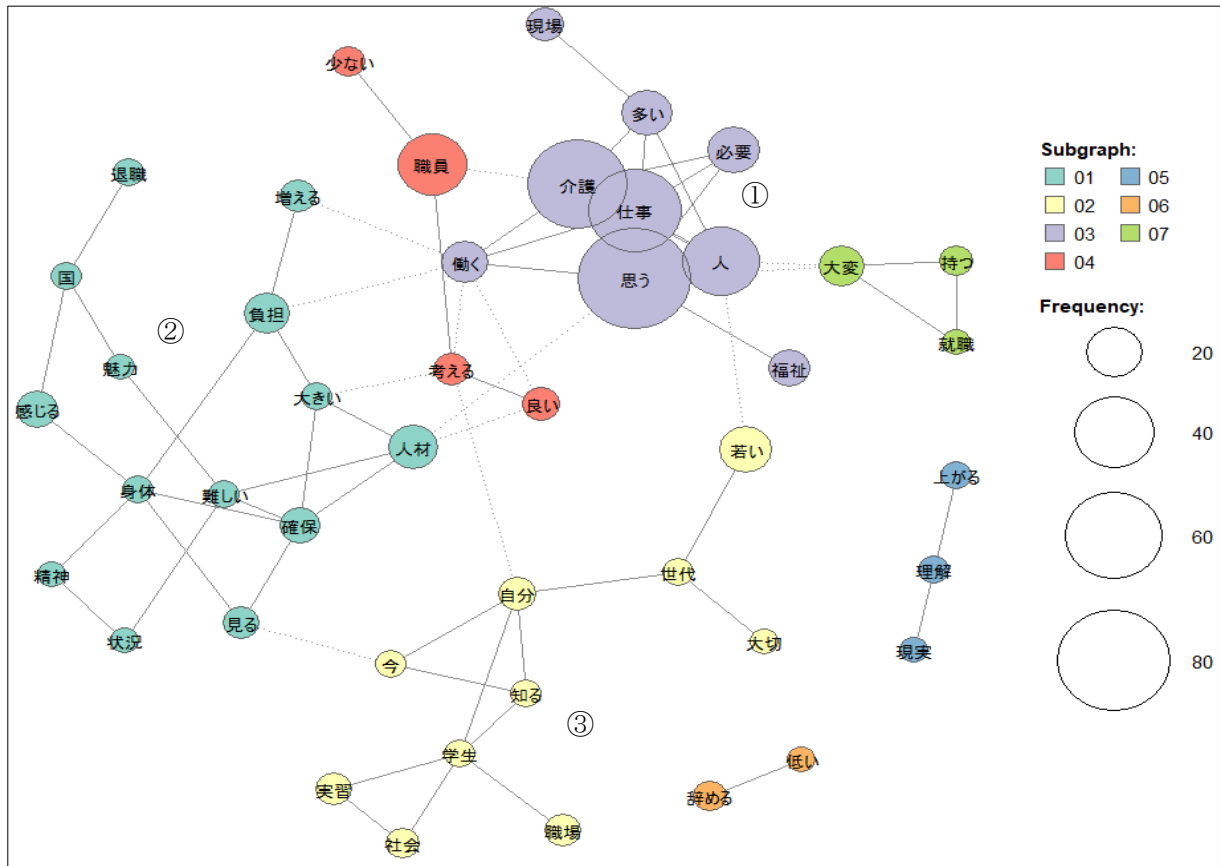 現場
少ない
多い
必要
職員
介護
退職
増える
①
仕事
働く
思う
人
大変
持つ
国
負担
②
魅力
考える
福祉
就職
感じる
大きい
良い
人材
若い
身体
難しい
確保
上がる
精神
世代
理解
自分
状況
見る
大切
現実
今
知る
③
学生
低い
実習
辞める
職場
社会
Subgraph:
01 05
02 06
03 07
04
Frequency:
20
40
60
80